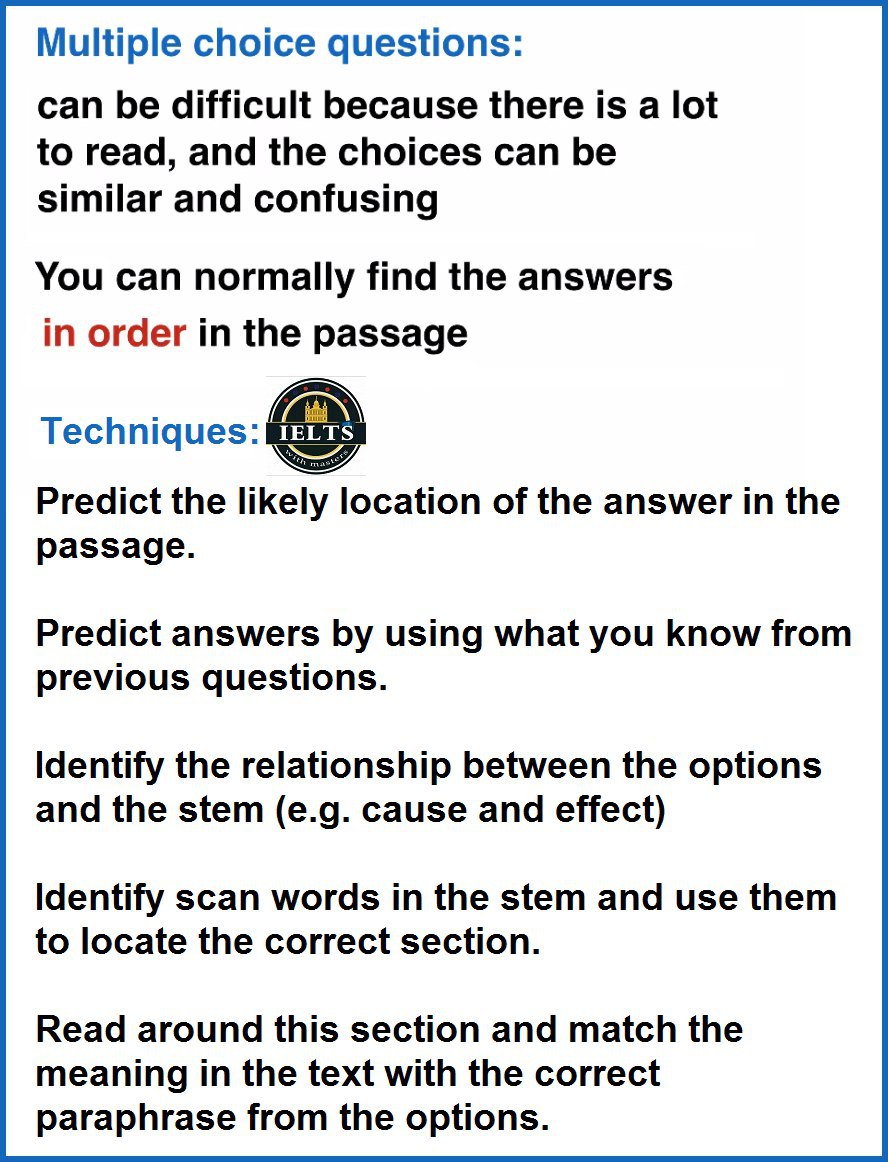 Multiple choice questions:
can be difficult because there is a lot
to read, and the choices can be
similar and confusing
You can normally find the answers
in order in the passage
Techniques:
IELTS
with masters
Predict the likely location of the answer in the
passage.
Predict answers by using what you know from
previous questions.
Identify the relationship between the options
and the stem (e.g. cause and effect)
Identify scan words in the stem and use them
to locate the correct section.
Read around this section and match the
meaning in the text with the correct
paraphrase from the options.